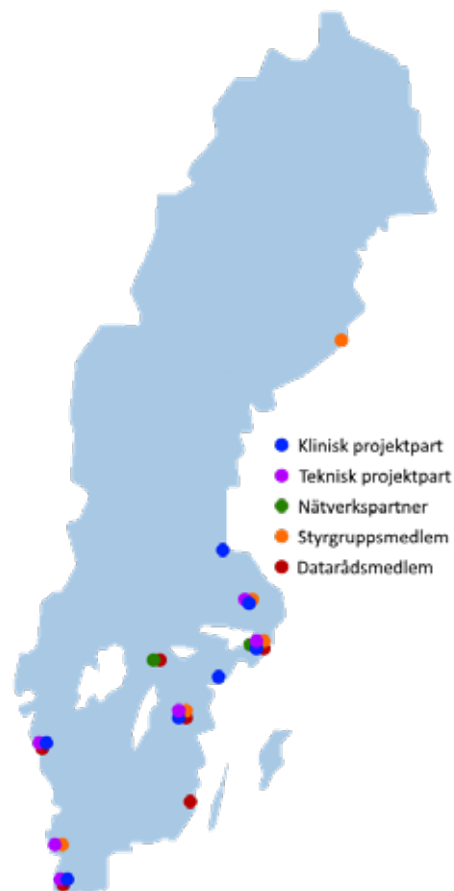 Klinisk projektpart
Teknisk projektpart
Nätverkspartner
Styrgruppsmedlem
Datarådsmedlem